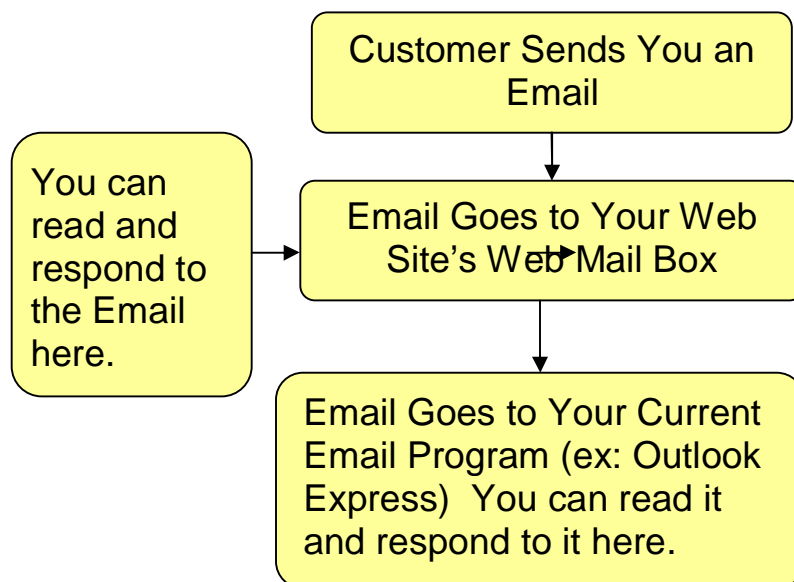 Customer Sends You an
Email
You can
read and
respond to
the Email
here.
Email Goes to Your Web
Site’s Web Mail Box
Email Goes to Your Current
Email Program (ex: Outlook
Express)  You can read it
and respond to it here.